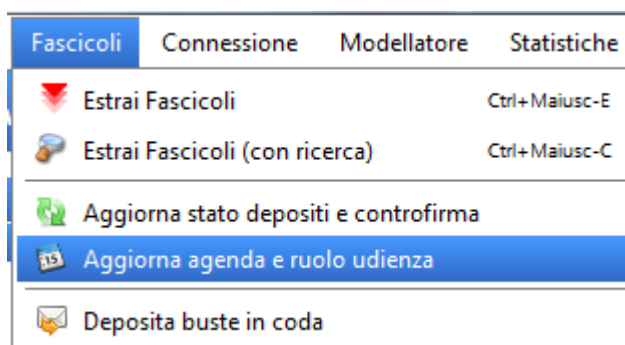 Fascicoli Connessione Modellatore Statistiche
Estrai Fascicoli Ctrl+Maiusc-E
Estrai Fascicoli (con ricerca) Ctrl+Maiusc-C
Aggiorna stato depositi e controfirma
15 Aggiorna agenda e ruolo udienza
Deposita buste in coda